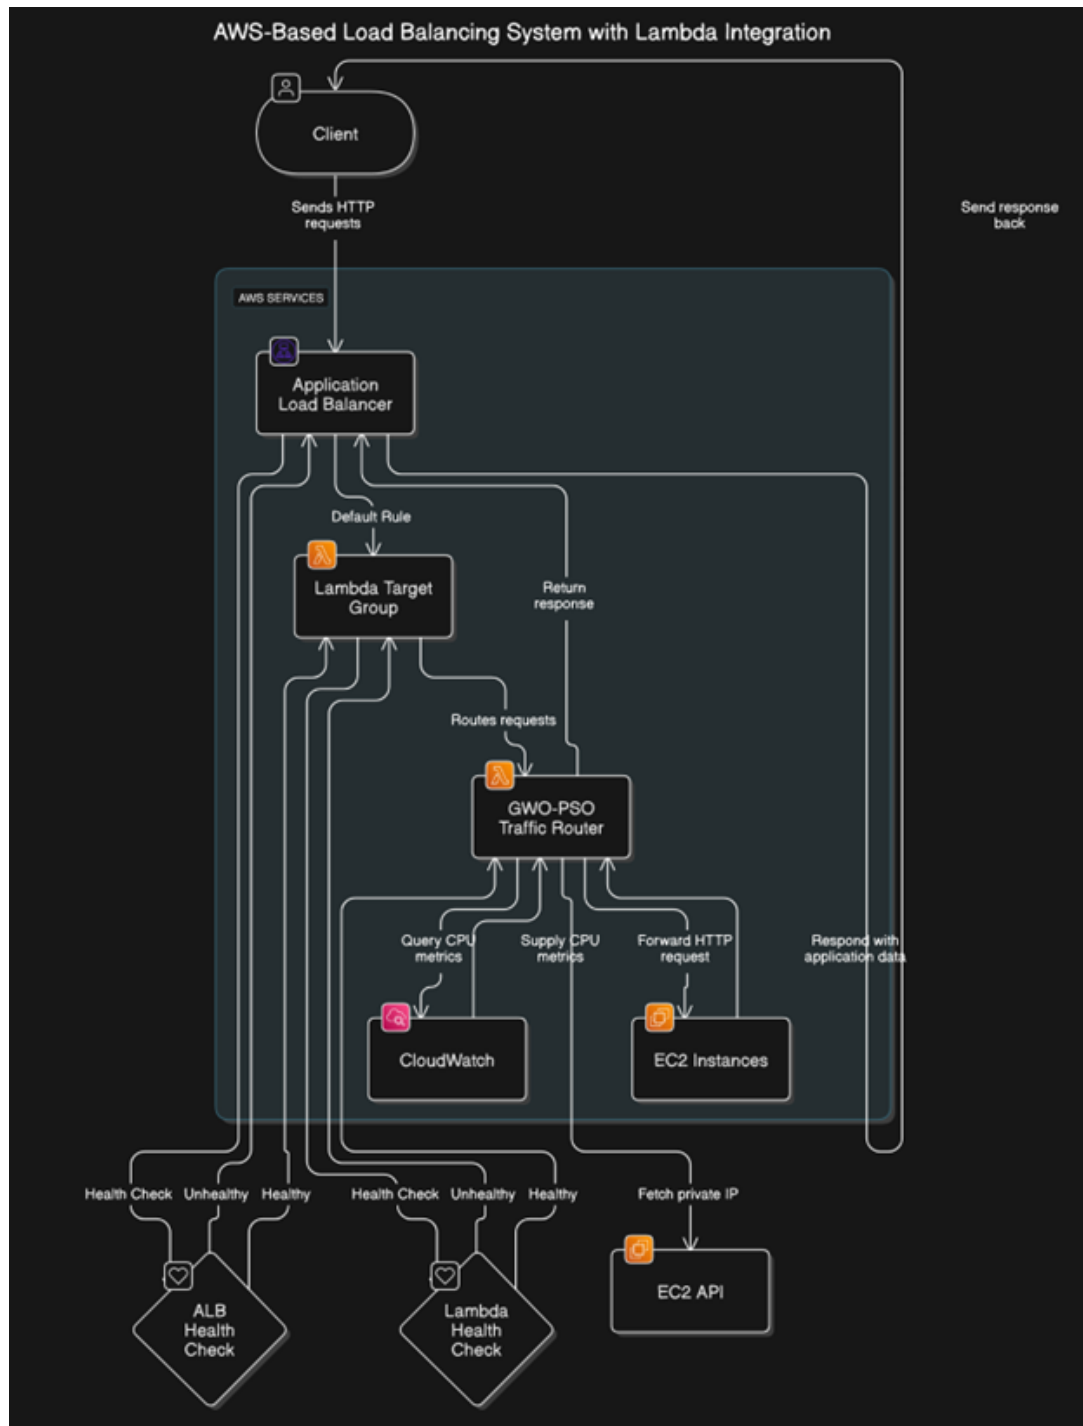 AWS-Based Load Balancing System with Lambda Integration
Client
Sends HTTP
requests
Send response
back
AWS SERVICES
Application
Load Balancer
Default Rule
Lambda Target
Group
Return
response
Routes requests
GWO-PSO
Traffic Router
Query CPU
metrics
Supply CPU
metrics
Forward HTTP
request
Respond with
application data
CloudWatch
EC2 Instances
Health Check
Unhealthy
Healthy
Health Check
Unhealthy
Healthy
Fetch private IP
ALB
Health
Check
Lambda
Health
Check
EC2 API